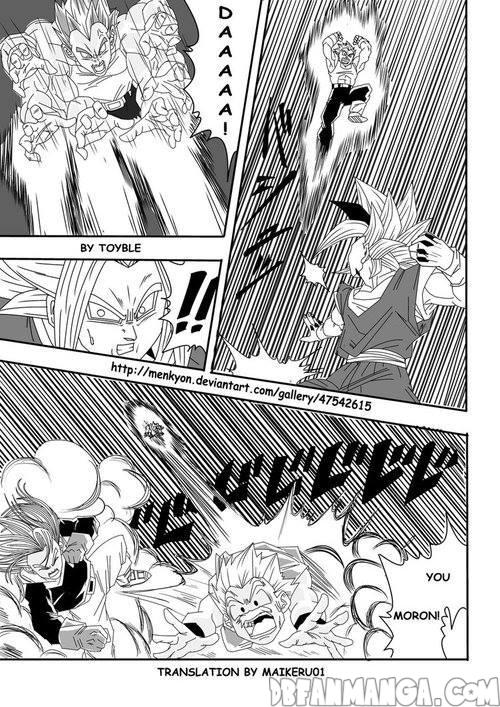 DAAAAA!
BY TOYBLE
!!
http://menkyon.deviantart.com/gallery/47542615
YOU
MORON!
TRANSLATION BY MAIKERU01
DBFANMANGA.COM